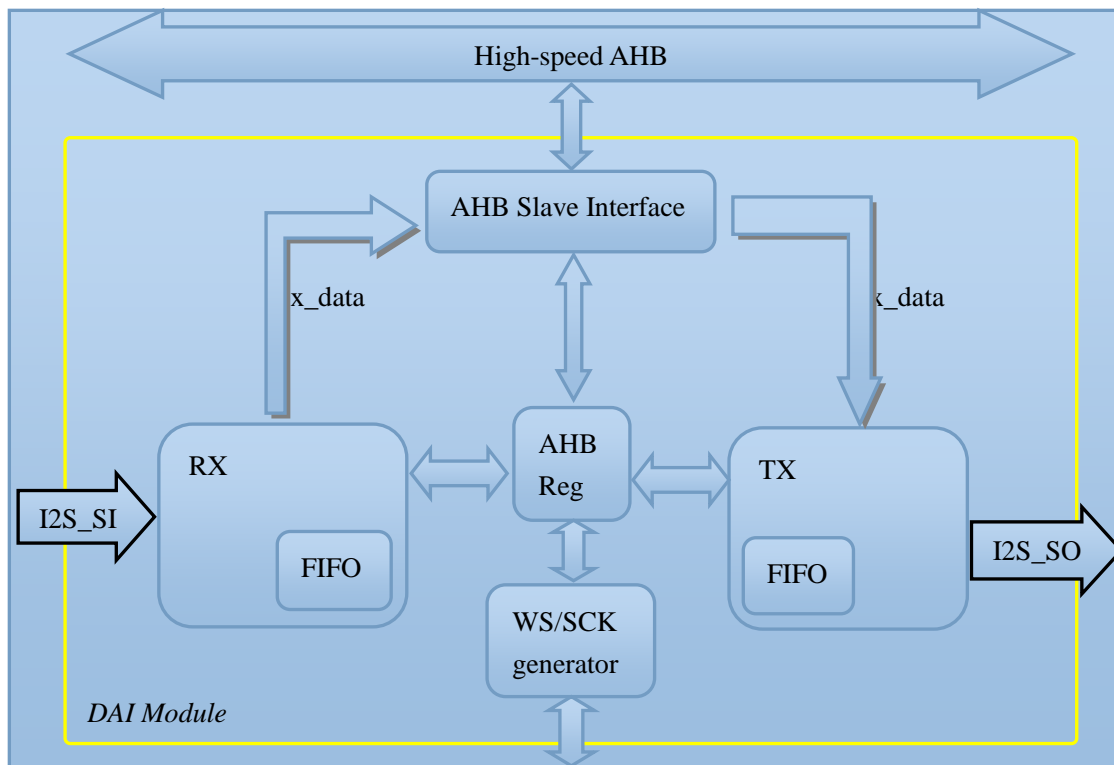 High-speed AHB
AHB Slave Interface
x_data
x_data
RX
AHB
Reg
TX
I2S_SI
FIFO
FIFO
I2S_SO
WS/SCK
generator
DAI Module